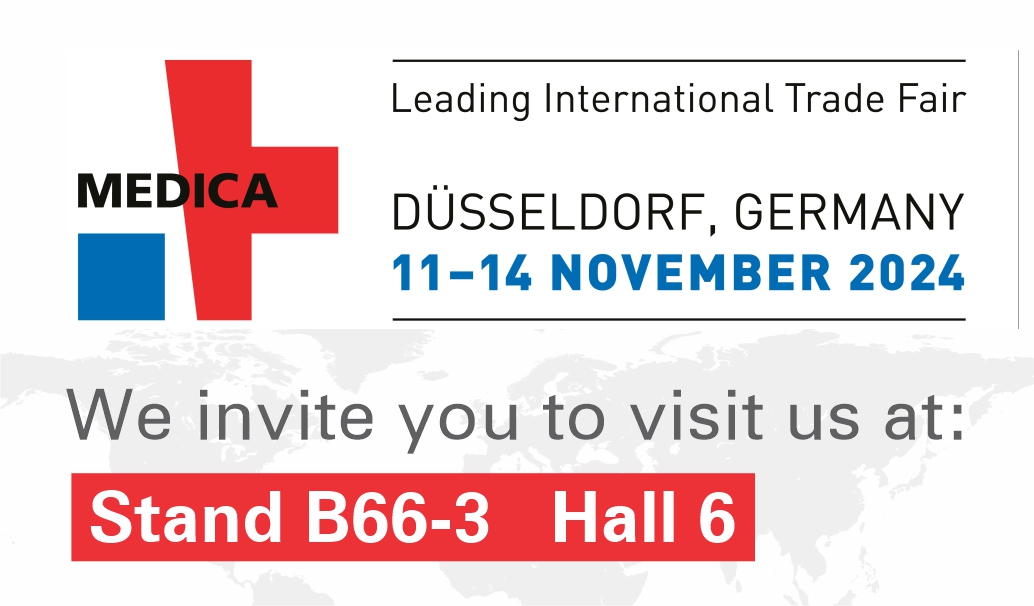 MEDICA
Leading International Trade Fair
DÜSSELDORF, GERMANY
11–14 NOVEMBER 2024
We invite you to visit us at:
Stand B66-3 Hall 6